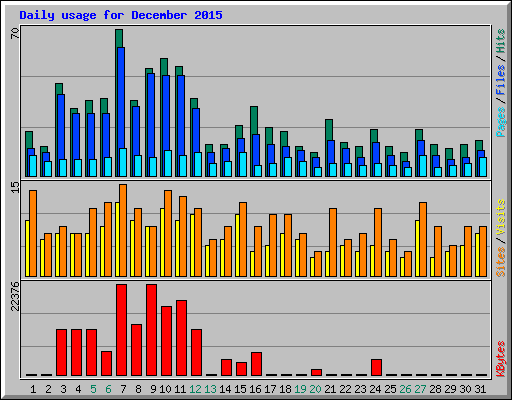 Daily usage for December 2015
70
Pages / Files / Hits
15
Sites / Visits
22376
KBytes
1 2 3 4 5 6 7 8 9 10 11 12 13 14 15 16 17 18 19 20 21 22 23 24 25 26 27 28 29 30 31